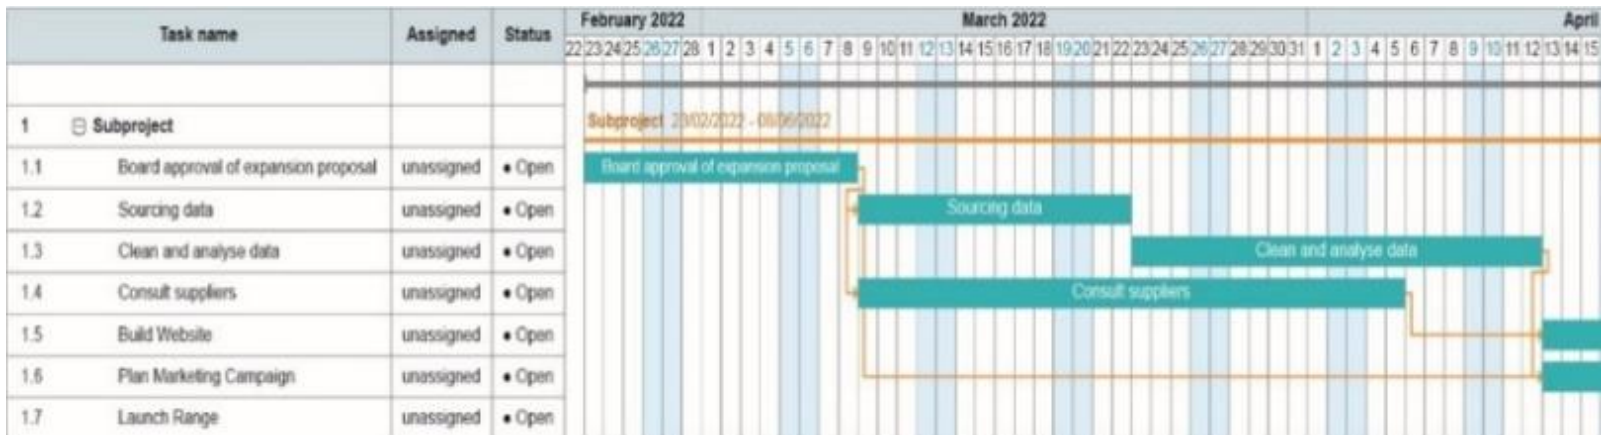 Task name Assigned Status February 2022 March 2022 April
22 23 24 25 26 27 28 1 2 3 4 5 6 7 8 9 10 11 12 13 14 15 16 17 18 19 20 21 22 23 24 25 26 27 28 29 30 31 1 2 3 4 5 6 7 8 9 10 11 12 13 14 15
1 Subproject Subproject 23/02/2022 - 08/06/2022
1.1 Board approval of expansion proposal unassigned • Open Board approval of expansion proposal
1.2 Sourcing data unassigned • Open Sourcing data
1.3 Clean and analyse data unassigned • Open Clean and analyse data
1.4 Consult suppliers unassigned • Open Consult suppliers
1.5 Build Website unassigned • Open
1.6 Plan Marketing Campaign unassigned • Open
1.7 Launch Range unassigned • Open